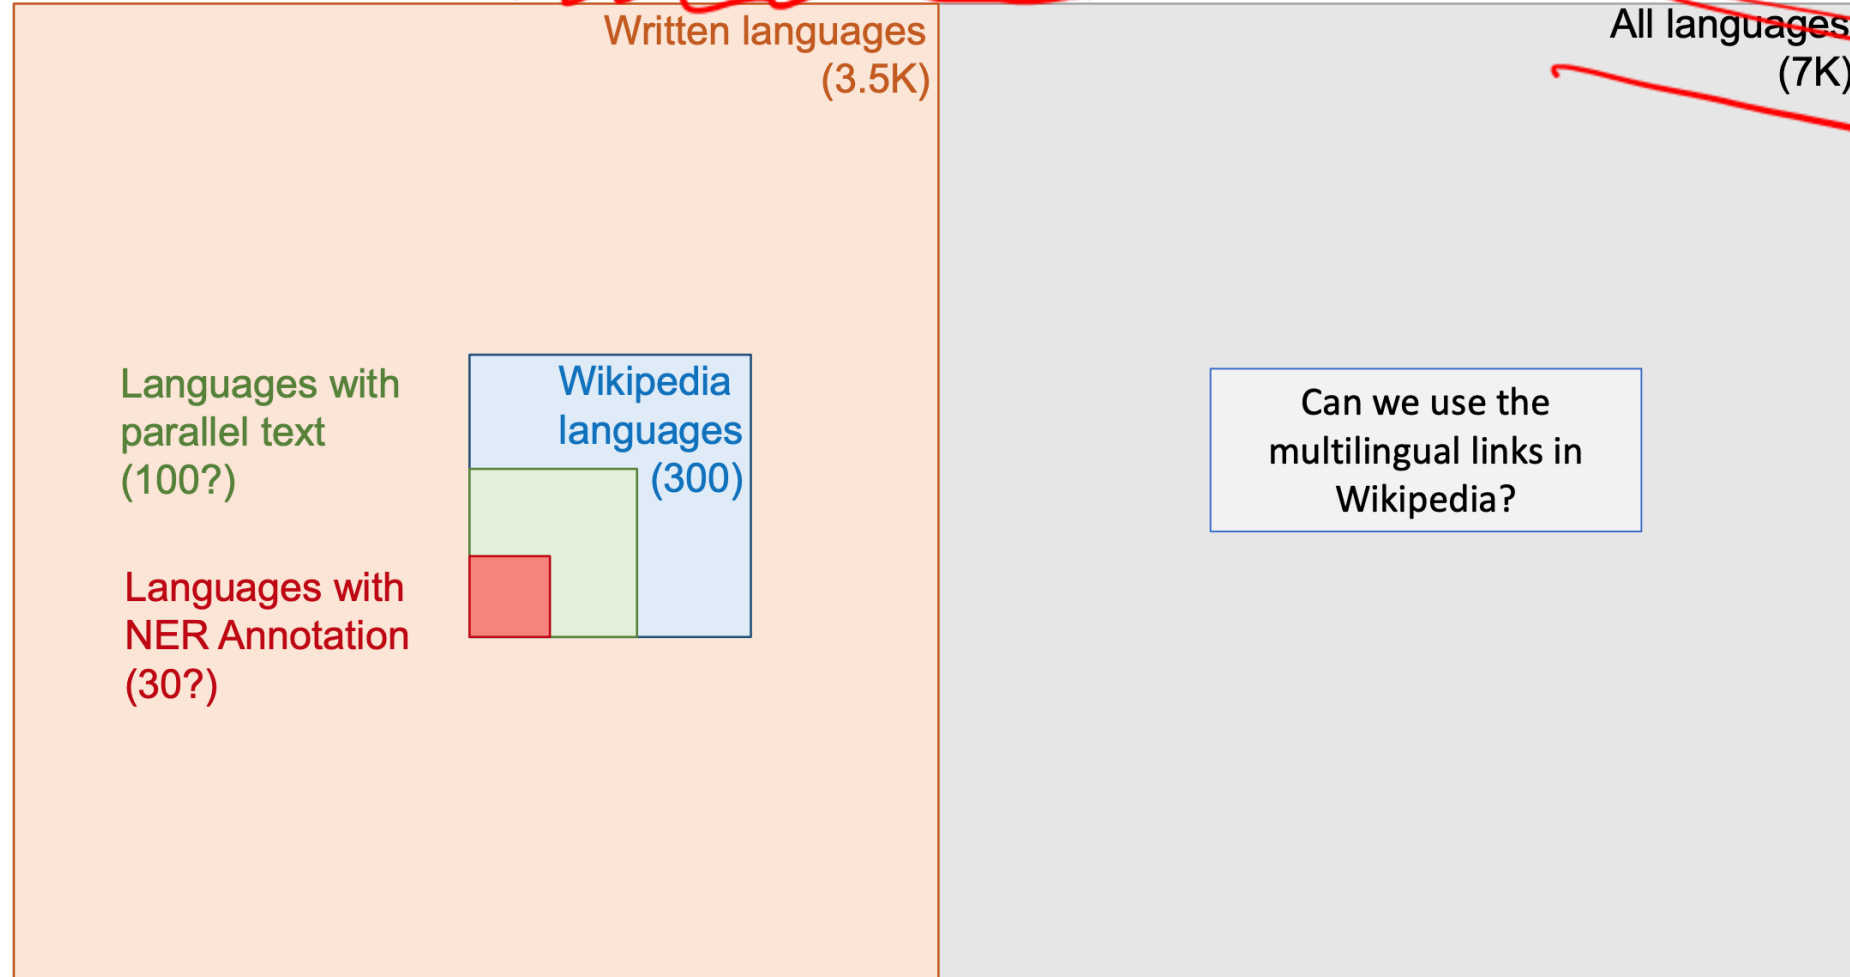 Written languages
(3.5K)
All languages
(7K)
Languages with
parallel text
(100?)
Wikipedia
languages
(300)
Can we use the
multilingual links in
Wikipedia?
Languages with
NER Annotation
(30?)